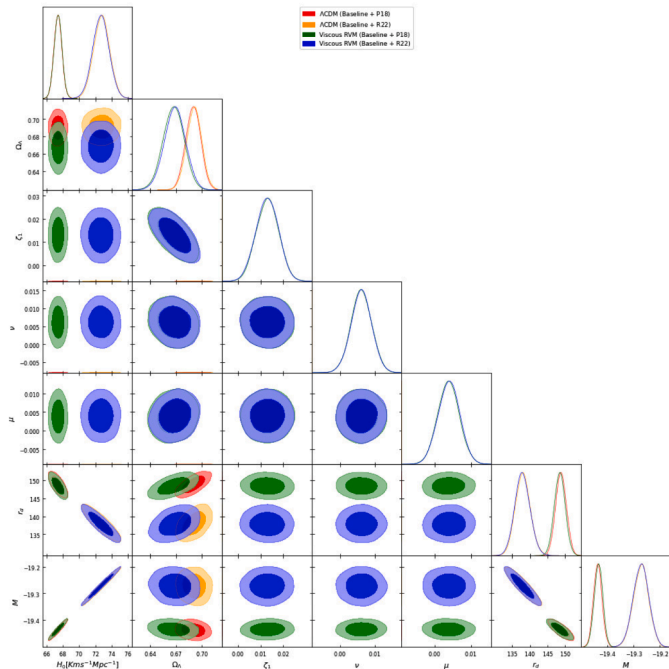 ΛCDM (Baseline + P18)
ΛCDM (Baseline + R22)
Viscous RVM (Baseline + P18)
Viscous RVM (Baseline + R22)
0.70
0.68
0.66
0.64
Ω_Λ
0.03
0.02
0.01
0.00
ζ₁
0.015
0.010
0.005
0.000
−0.005
ν
0.010
0.005
0.000
−0.005
μ
150
145
140
135
r_d
−19.2
−19.3
−19.4
M
66 68 70 72 74 76
0.64 0.67 0.70
0.00 0.01 0.02
0.00 0.01
0.00 0.01
135 140 145 150
−19.4 −19.3 −19.2
H₀[Kms⁻¹Mpc⁻¹]
Ω_Λ
ζ₁
ν
μ
r_d
M